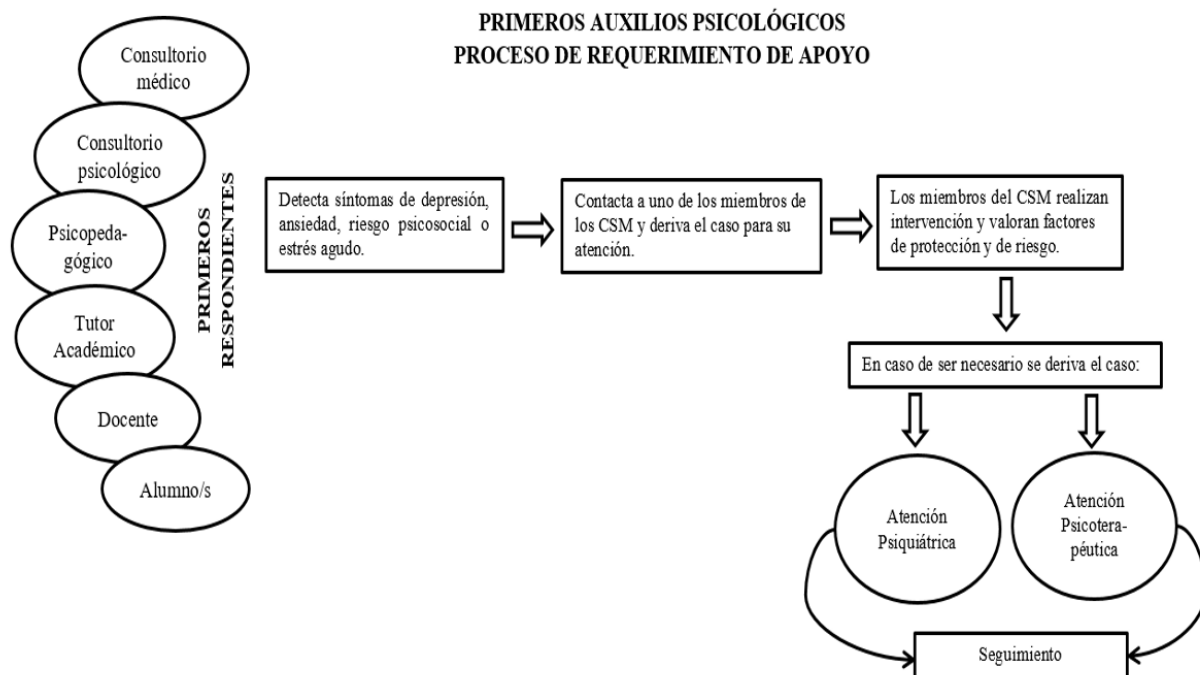 PRIMEROS AUXILIOS PSICOLÓGICOS
PROCESO DE REQUERIMIENTO DE APOYO
Consultorio
médico
Consultorio
psicológico
Psicopeda-
gógico
Tutor
Académico
Docente
Alumno/s
PRIMEROS
RESPONDIENTES
Detecta síntomas de depresión,
ansiedad, riesgo psicosocial o
estrés agudo.
Contacta a uno de los miembros de
los CSM y deriva el caso para su
atención.
Los miembros del CSM realizan
intervención y valoran factores
de protección y de riesgo.
En caso de ser necesario se deriva el caso:
Atención
Psiquiátrica
Atención
Psicotera-
péutica
Seguimiento